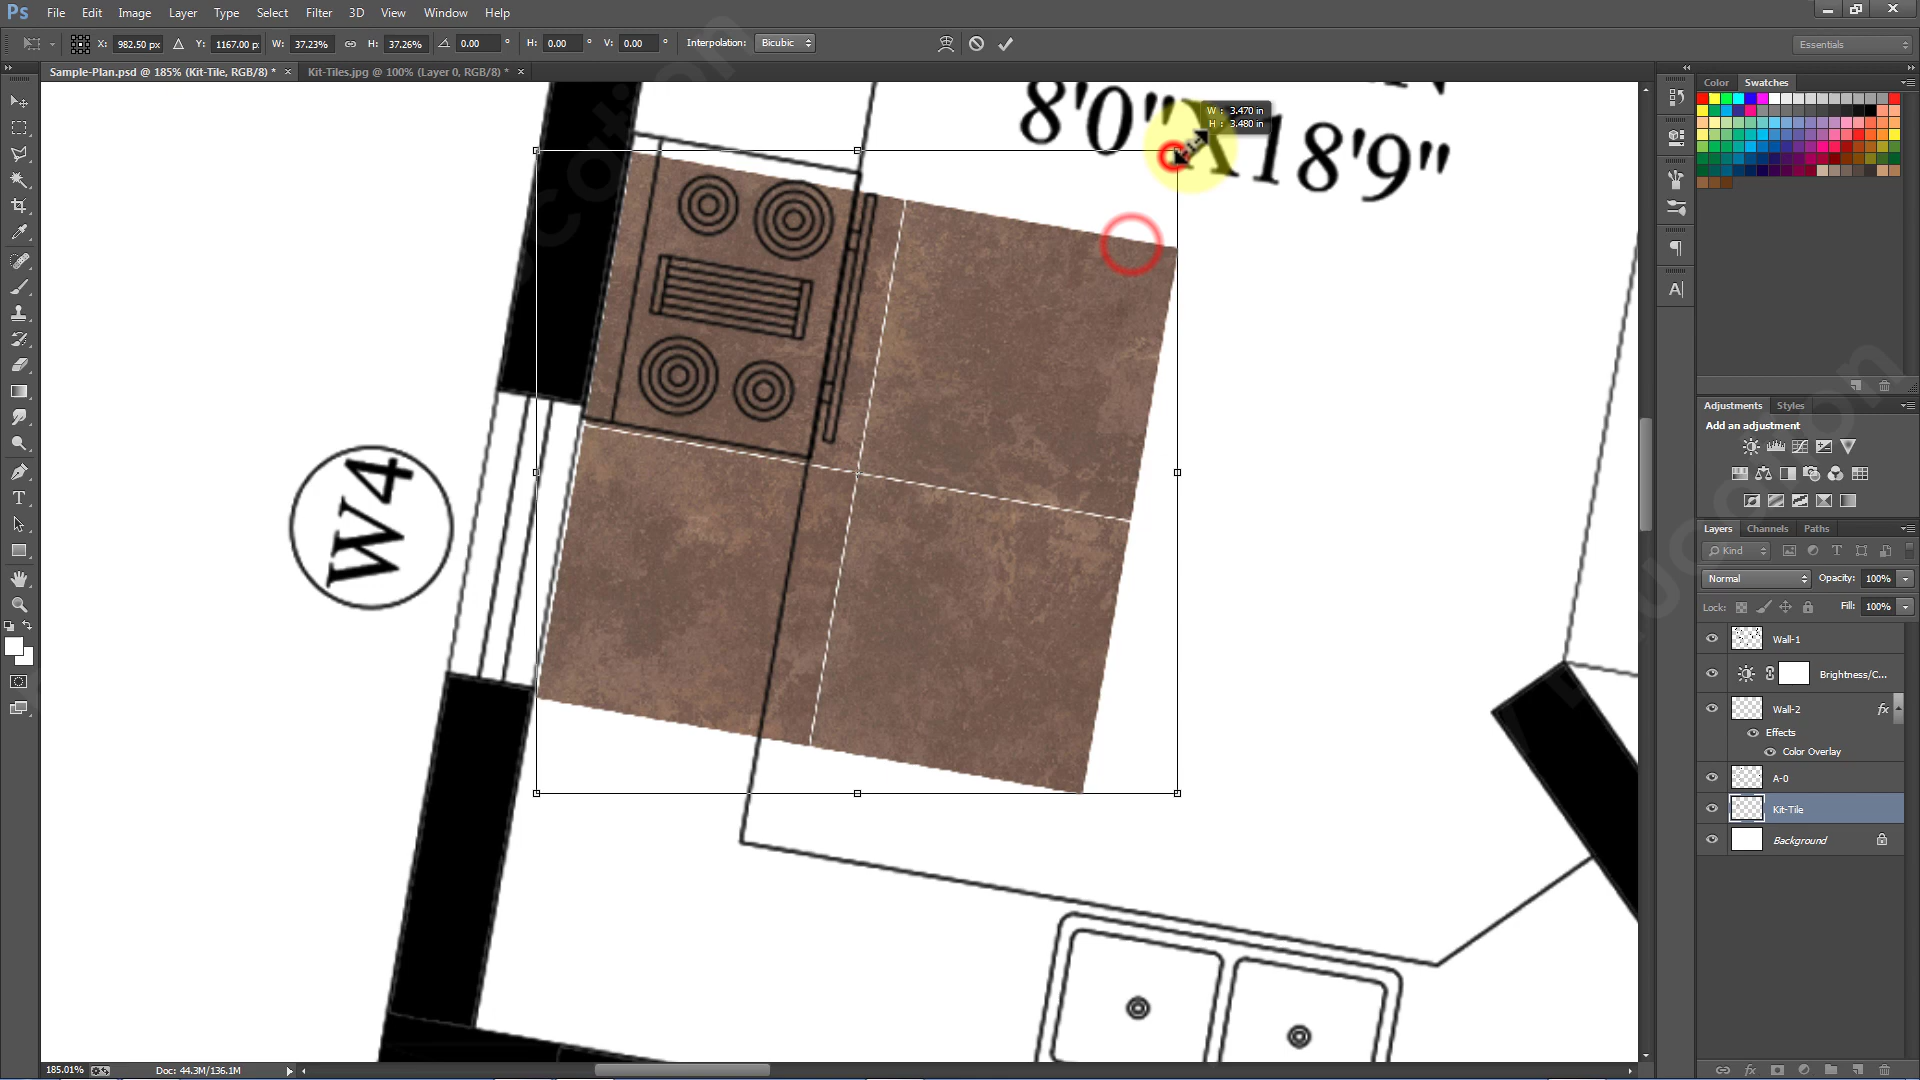 Ps File Edit Image Layer Type Select Filter 3D View Window Help
X: 982.50 px Y: 1167.00 p W: 37.23% H: 37.26% 0.00 ° H: 0.00 ° V: 0.00 ° Interpolation: Bicubic Essentials
Sample-Plan.psd @ 185% (Kit-Tile, RGB/8) * × Kit-Tiles.jpg @ 100% (Layer 0, RGB/8) * ×
Color Swatches
W : 3.470 in
H : 3.480 in
8'0" X18'9"
W4
Adjustments Styles
Add an adjustment
Layers Channels Paths
Kind
Normal Opacity: 100%
Lock: Fill: 100%
Wall-1
Brightness/C...
Wall-2 fx
Effects
Color Overlay
A-0
Kit-Tile
Background
185.01% Doc: 44.3M/136.1M